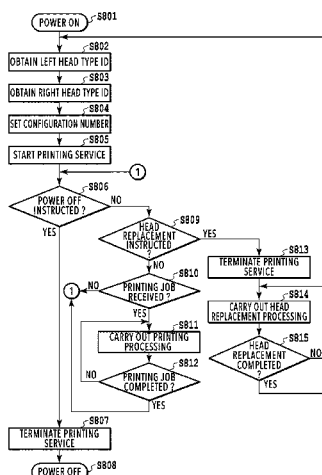 S801
POWER ON
S802
OBTAIN LEFT HEAD TYPE ID
S803
OBTAIN RIGHT HEAD TYPE ID
S804
SET CONFIGURATION NUMBER
S805
START PRINTING SERVICE
1
S806
POWER OFF
INSTRUCTED ?
NO
YES
S809
HEAD
REPLACEMENT
INSTRUCTED
?
YES
NO
S810
PRINTING JOB
RECEIVED ?
NO
1
YES
S811
CARRY OUT PRINTING
PROCESSING
S812
PRINTING JOB
COMPLETED ?
NO
YES
S813
TERMINATE PRINTING
SERVICE
S814
CARRY OUT HEAD
REPLACEMENT PROCESSING
S815
HEAD
REPLACEMENT
COMPLETED
?
NO
YES
S807
TERMINATE PRINTING
SERVICE
S808
POWER OFF